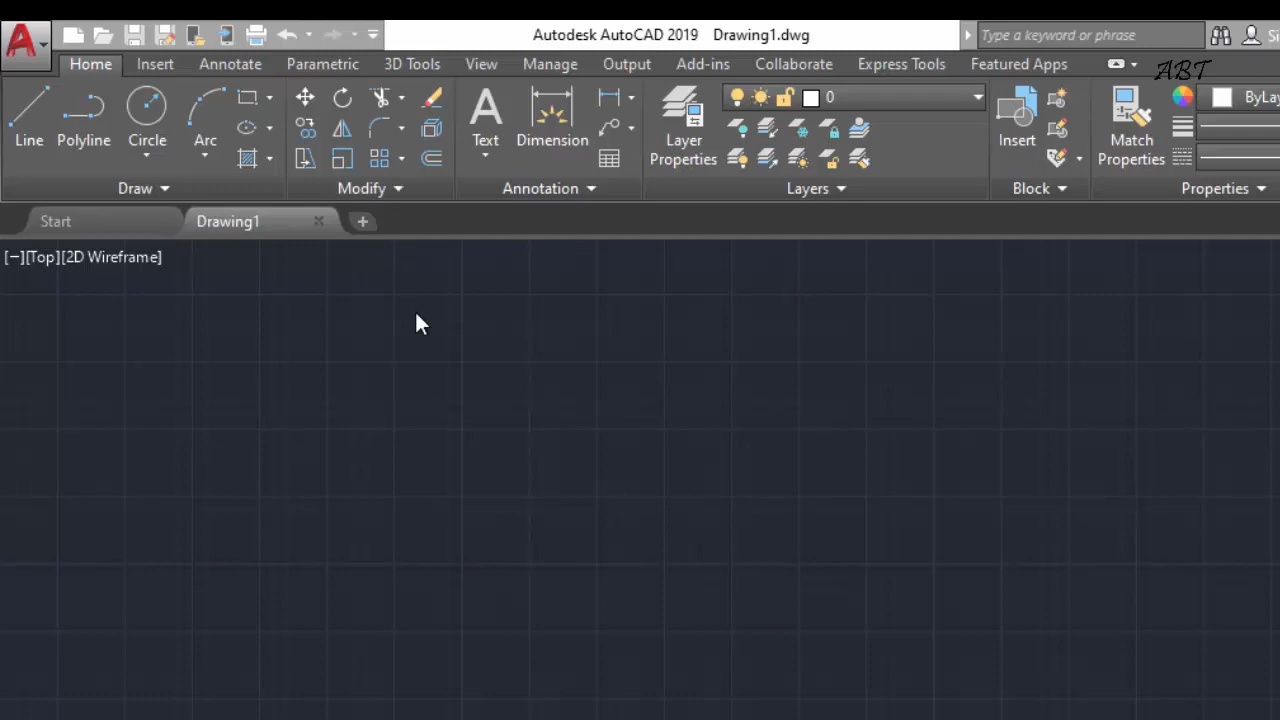 Autodesk AutoCAD 2019 Drawing1.dwg
Type a keyword or phrase
Si
Home Insert Annotate Parametric 3D Tools View Manage Output Add-ins Collaborate Express Tools Featured Apps
ABT
Line Polyline Circle Arc
Text Dimension
Layer Properties
0
Insert
Match Properties
ByLay
Draw Modify Annotation Layers Block Properties
Start Drawing1
[−][Top][2D Wireframe]